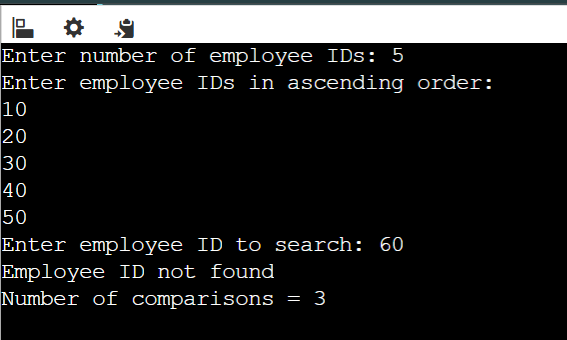 Enter number of employee IDs: 5
Enter employee IDs in ascending order:
10
20
30
40
50
Enter employee ID to search: 60
Employee ID not found
Number of comparisons = 3